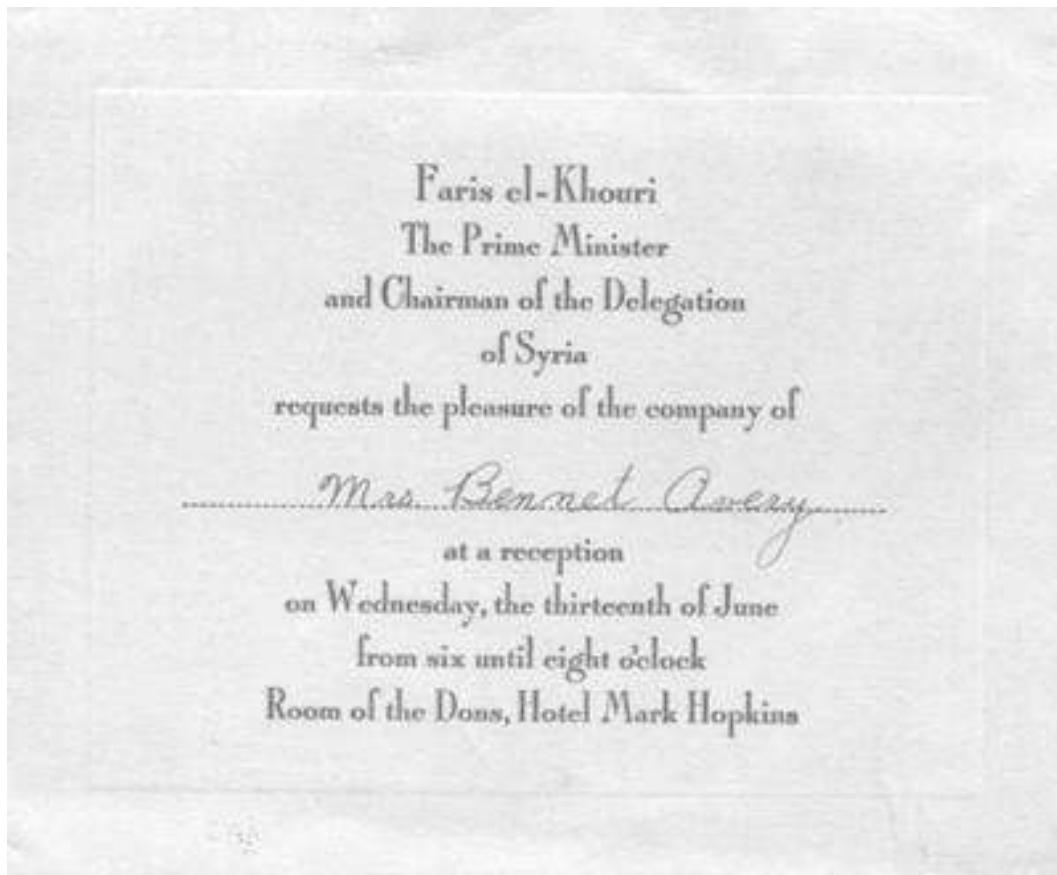 Faris el-Khouri
The Prime Minister
and Chairman of the Delegation
of Syria
requests the pleasure of the company of
Mrs. Bennet Avery
at a reception
on Wednesday, the thirteenth of June
from six until eight o'clock
Room of the Dons, Hotel Mark Hopkins